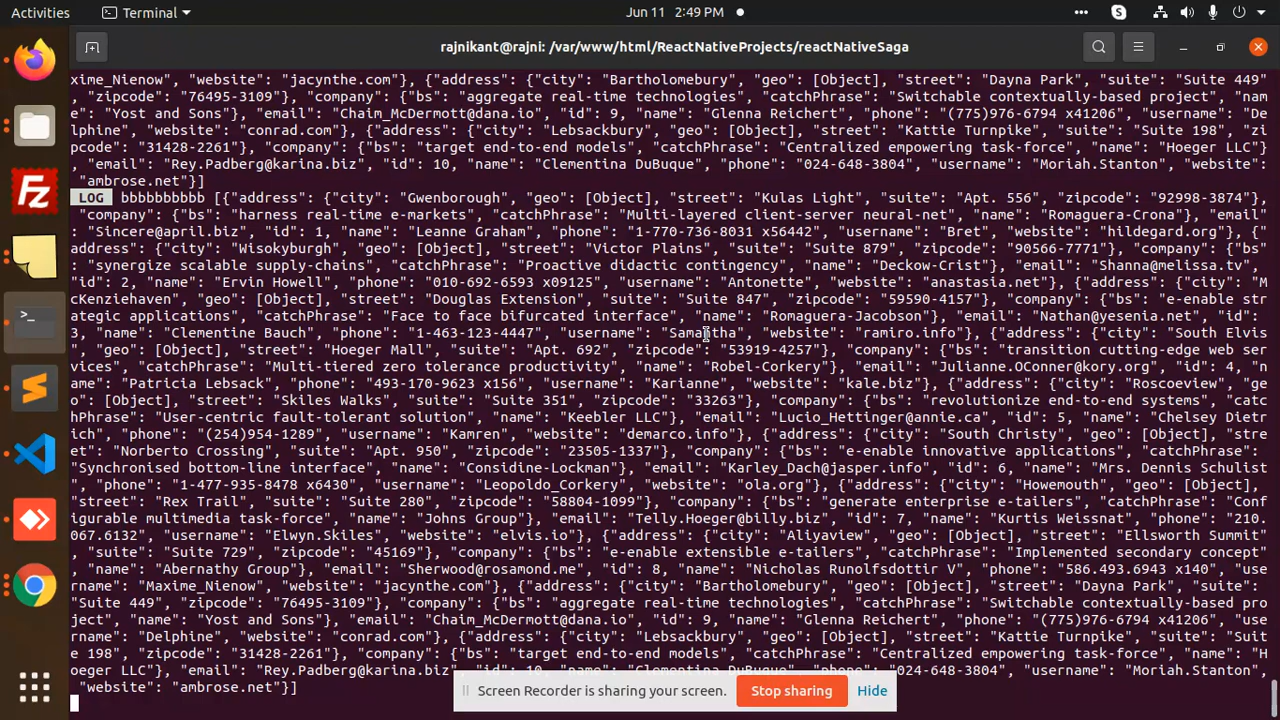 Activities
Terminal
Jun 11 2:49 PM
rajnikant@rajni: /var/www/html/ReactNativeProjects/reactNativeSaga
xime_Nienow", "website": "jacynthe.com"}, {"address": {"city": "Bartholomebury", "geo": [Object], "street": "Dayna Park", "suite": "Suite 449"
, "zipcode": "76495-3109"}, "company": {"bs": "aggregate real-time technologies", "catchPhrase": "Switchable contextually-based project", "nam
e": "Yost and Sons"}, "email": "Chaim_McDermott@dana.io", "id": 9, "name": "Glenna Reichert", "phone": "(775)976-6794 x41206", "username": "De
lphine", "website": "conrad.com"}, {"address": {"city": "Lebsackbury", "geo": [Object], "street": "Kattie Turnpike", "suite": "Suite 198", "zi
pcode": "31428-2261"}, "company": {"bs": "target end-to-end models", "catchPhrase": "Centralized empowering task-force", "name": "Hoeger LLC"}
, "email": "Rey.Padberg@karina.biz", "id": 10, "name": "Clementina DuBuque", "phone": "024-648-3804", "username": "Moriah.Stanton", "website":
"ambrose.net"}]
LOG bbbbbbbbbb [{"address": {"city": "Gwenborough", "geo": [Object], "street": "Kulas Light", "suite": "Apt. 556", "zipcode": "92998-3874"},
"company": {"bs": "harness real-time e-markets", "catchPhrase": "Multi-layered client-server neural-net", "name": "Romaguera-Crona"}, "email"
: "Sincere@april.biz", "id": 1, "name": "Leanne Graham", "phone": "1-770-736-8031 x56442", "username": "Bret", "website": "hildegard.org"}, {"
address": {"city": "Wisokyburgh", "geo": [Object], "street": "Victor Plains", "suite": "Suite 879", "zipcode": "90566-7771"}, "company": {"bs"
: "synergize scalable supply-chains", "catchPhrase": "Proactive didactic contingency", "name": "Deckow-Crist"}, "email": "Shanna@melissa.tv",
"id": 2, "name": "Ervin Howell", "phone": "010-692-6593 x09125", "username": "Antonette", "website": "anastasia.net"}, {"address": {"city": "M
cKenziehaven", "geo": [Object], "street": "Douglas Extension", "suite": "Suite 847", "zipcode": "59590-4157"}, "company": {"bs": "e-enable str
ategic applications", "catchPhrase": "Face to face bifurcated interface", "name": "Romaguera-Jacobson"}, "email": "Nathan@yesenia.net", "id":
3, "name": "Clementine Bauch", "phone": "1-463-123-4447", "username": "Samantha", "website": "ramiro.info"}, {"address": {"city": "South Elvis
", "geo": [Object], "street": "Hoeger Mall", "suite": "Apt. 692", "zipcode": "53919-4257"}, "company": {"bs": "transition cutting-edge web ser
vices", "catchPhrase": "Multi-tiered zero tolerance productivity", "name": "Robel-Corkery"}, "email": "Julianne.OConner@kory.org", "id": 4, "n
ame": "Patricia Lebsack", "phone": "493-170-9623 x156", "username": "Karianne", "website": "kale.biz"}, {"address": {"city": "Roscoeview", "ge
o": [Object], "street": "Skiles Walks", "suite": "Suite 351", "zipcode": "33263"}, "company": {"bs": "revolutionize end-to-end systems", "catc
hPhrase": "User-centric fault-tolerant solution", "name": "Keebler LLC"}, "email": "Lucio_Hettinger@annie.ca", "id": 5, "name": "Chelsey Dietr
ich", "phone": "(254)954-1289", "username": "Kamren", "website": "demarco.info"}, {"address": {"city": "South Christy", "geo": [Object], "stre
et": "Norberto Crossing", "suite": "Apt. 950", "zipcode": "23505-1337"}, "company": {"bs": "e-enable innovative applications", "catchPhrase":
"Synchronised bottom-line interface", "name": "Considine-Lockman"}, "email": "Karley_Dach@jasper.info", "id": 6, "name": "Mrs. Dennis Schulist
", "phone": "1-477-935-8478 x6430", "username": "Leopoldo_Corkery", "website": "ola.org"}, {"address": {"city": "Howemouth", "geo": [Object],
"street": "Rex Trail", "suite": "Suite 280", "zipcode": "58804-1099"}, "company": {"bs": "generate enterprise e-tailers", "catchPhrase": "Conf
igurable multimedia task-force", "name": "Johns Group"}, "email": "Telly.Hoeger@billy.biz", "id": 7, "name": "Kurtis Weissnat", "phone": "210.
067.6132", "username": "Elwyn.Skiles", "website": "elvis.io"}, {"address": {"city": "Aliyaview", "geo": [Object], "street": "Ellsworth Summit"
, "suite": "Suite 729", "zipcode": "45169"}, "company": {"bs": "e-enable extensible e-tailers", "catchPhrase": "Implemented secondary concept"
, "name": "Abernathy Group"}, "email": "Sherwood@rosamond.me", "id": 8, "name": "Nicholas Runolfsdottir V", "phone": "586.493.6943 x140", "use
rname": "Maxime_Nienow", "website": "jacynthe.com"}, {"address": {"city": "Bartholomebury", "geo": [Object], "street": "Dayna Park", "suite":
"Suite 449", "zipcode": "76495-3109"}, "company": {"bs": "aggregate real-time technologies", "catchPhrase": "Switchable contextually-based pro
ject", "name": "Yost and Sons"}, "email": "Chaim_McDermott@dana.io", "id": 9, "name": "Glenna Reichert", "phone": "(775)976-6794 x41206", "use
rname": "Delphine", "website": "conrad.com"}, {"address": {"city": "Lebsackbury", "geo": [Object], "street": "Kattie Turnpike", "suite": "Suit
e 198", "zipcode": "31428-2261"}, "company": {"bs": "target end-to-end models", "catchPhrase": "Centralized empowering task-force", "name": "H
oeger LLC"}, "email": "Rey.Padberg@karina.biz", "id": 10, "name": "Clementina DuBuque", "phone": "024-648-3804", "username": "Moriah.Stanton",
"website": "ambrose.net"}]
Screen Recorder is sharing your screen.
Stop sharing
Hide